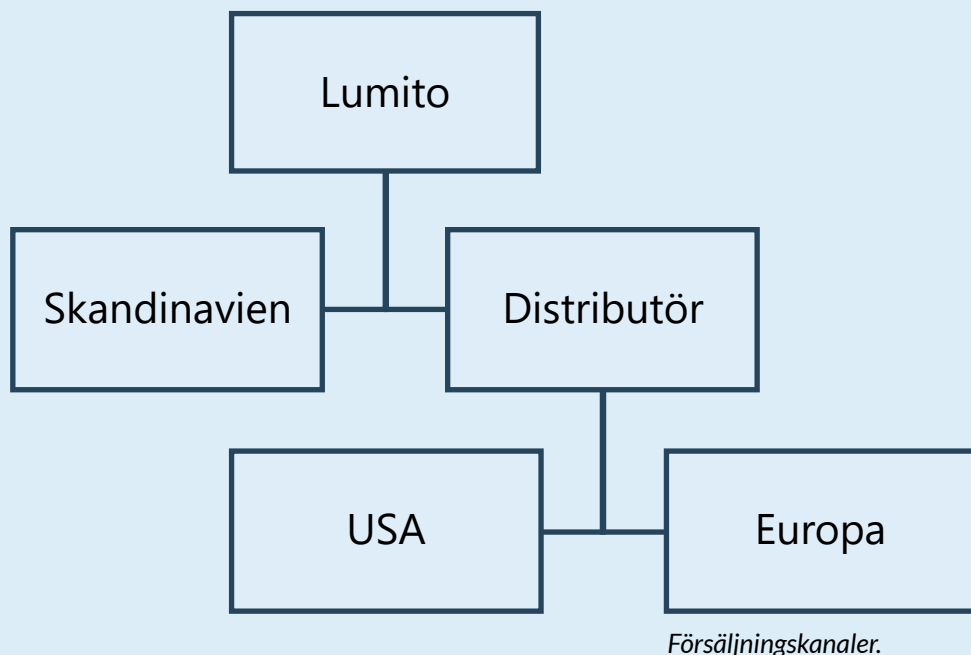 Lumito
Skandinavien
Distributör
USA
Europa
Försäljningskanaler.